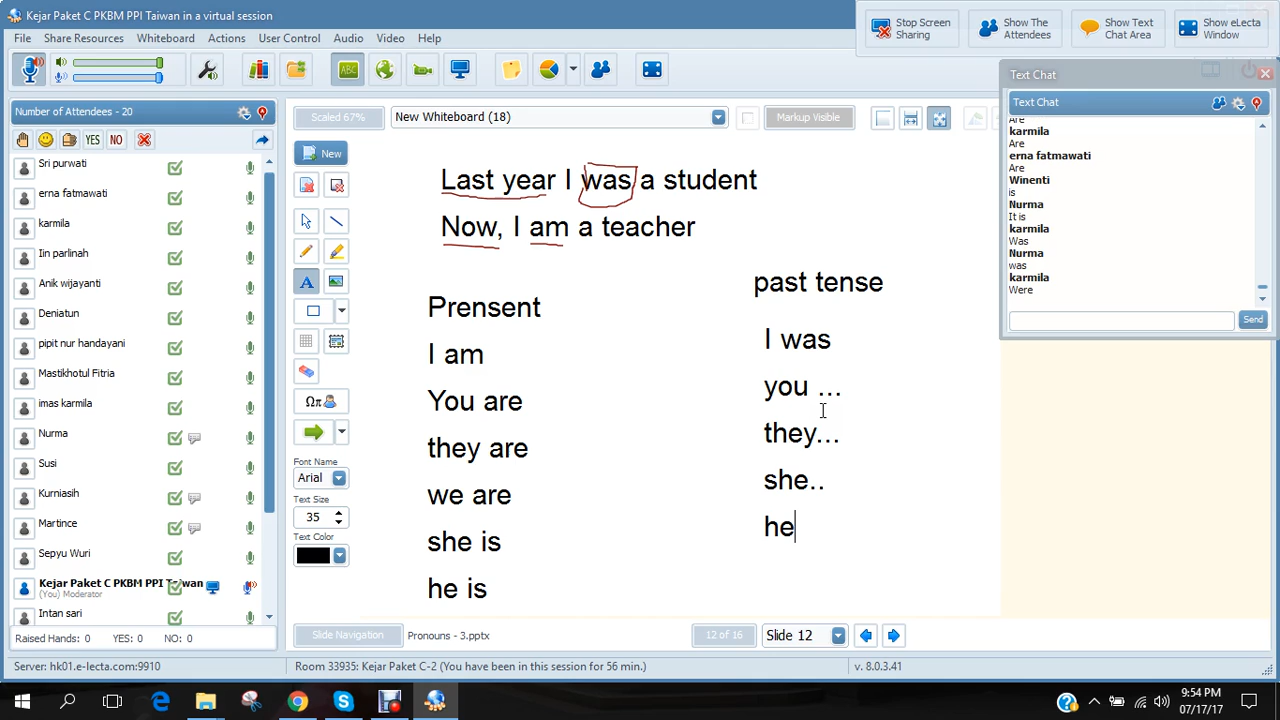 Kejar Paket C PKBM PPI Taiwan in a virtual session
File Share Resources Whiteboard Actions User Control Audio Video Help
Stop Screen Sharing
Show The Attendees
Show Text Chat Area
Show eLecta Window
Number of Attendees - 20
YES NO
Sri purwati
erna fatmawati
karmila
Iin parlinah
Anik wijayanti
Deniatun
pipit nur handayani
Mastikhotul Fitria
imas karmila
Nurma
Susi
Kurniasih
Martince
Sepyu Wuri
Kejar Paket C PKBM PPI Taiwan
(You) Moderator
Intan sari
Raised Hands: 0 YES: 0 NO: 0
Scaled 67%
New Whiteboard (18)
Markup Visible
New
ABC
A
Ωπ
Font Name
Arial
Text Size
35
Text Color
Last year I was a student
Now, I am a teacher
Prensent
I am
You are
they are
we are
she is
he is
past tense
I was
you ...
they...
she..
he
Text Chat
Text Chat
Are
karmila
Are
erna fatmawati
Are
Winenti
is
Nurma
It is
karmila
Was
Nurma
was
karmila
Were
Send
Slide Navigation
Pronouns - 3.pptx
12 of 16
Slide 12
Server: hk01.e-lecta.com:9910
Room 33935: Kejar Paket C-2 (You have been in this session for 56 min.)
v. 8.0.3.41
9:54 PM
07/17/17